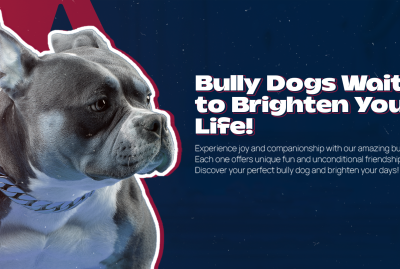 Bully Dogs Wait
to Brighten You
Life!
Experience joy and companionship with our amazing bu
Each one offers unique fun and unconditional friendship
Discover your perfect bully dog and brighten your days!